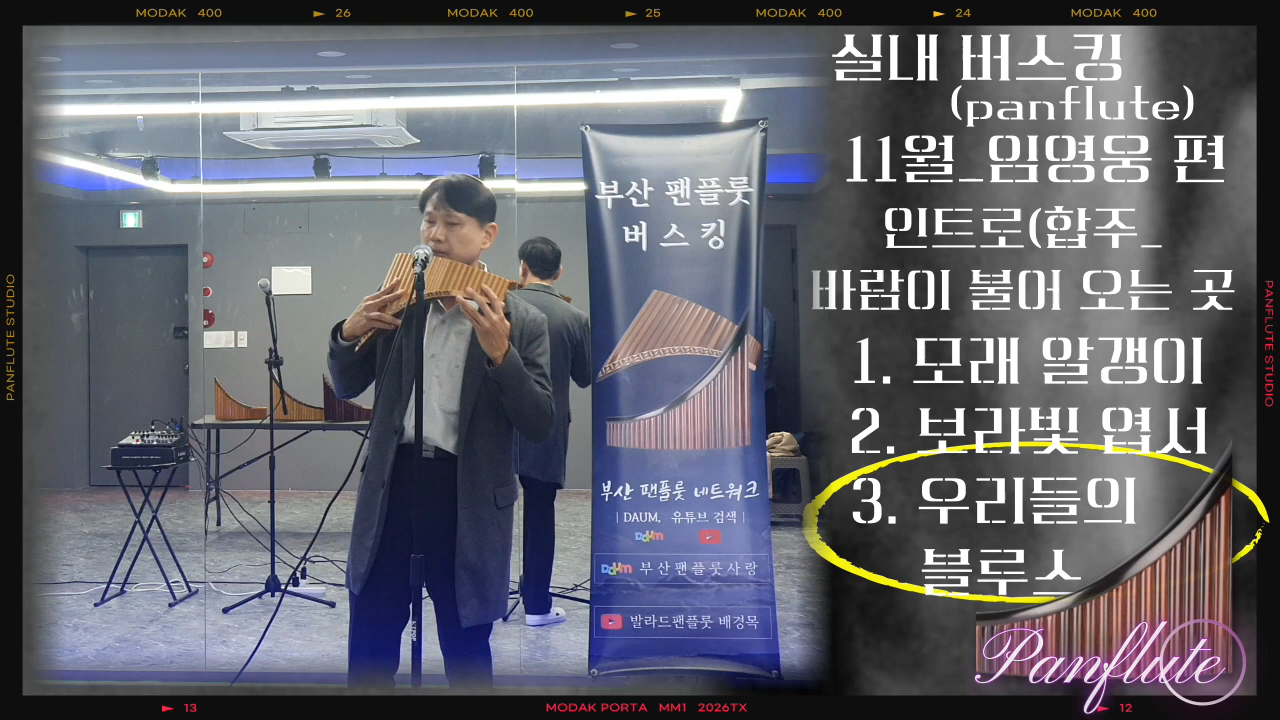 MODAK 400
26
MODAK 400
25
MODAK 400
24
MODAK 400
PANFLUTE STUDIO
부산 팬플룻
버스킹
부산 팬플룻 네트워크
| DAUM, 유튜브 검색 |
Daum
Daum 부산팬플룻사랑
발라드팬플룻 배경목
실내 버스킹
(panflute)
11월_임영웅 편
인트로(합주_
바람이 불어 오는 곳
1. 모래 알갱이
2. 보라빛 엽서
3. 우리들의
블루스
Panflute
PANFLUTE STUDIO
13
MODAK PORTA MM1 2026TX
12